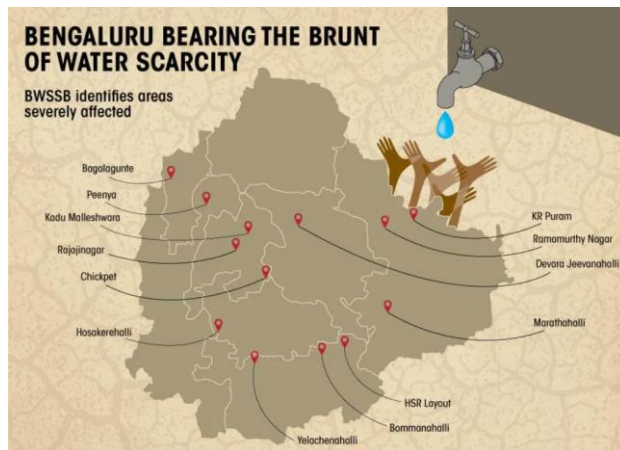 BENGALURU BEARING THE BRUNT
OF WATER SCARCITY
BWSSB identifies areas
severely affected
Bagalagunte
Peenya
Kadu Malleshwara
Rajajinagar
Chickpet
Hosakerehalli
KR Puram
Ramamurthy Nagar
Devara Jeevanahalli
Marathahalli
HSR Layout
Bommanahalli
Yelachenahalli